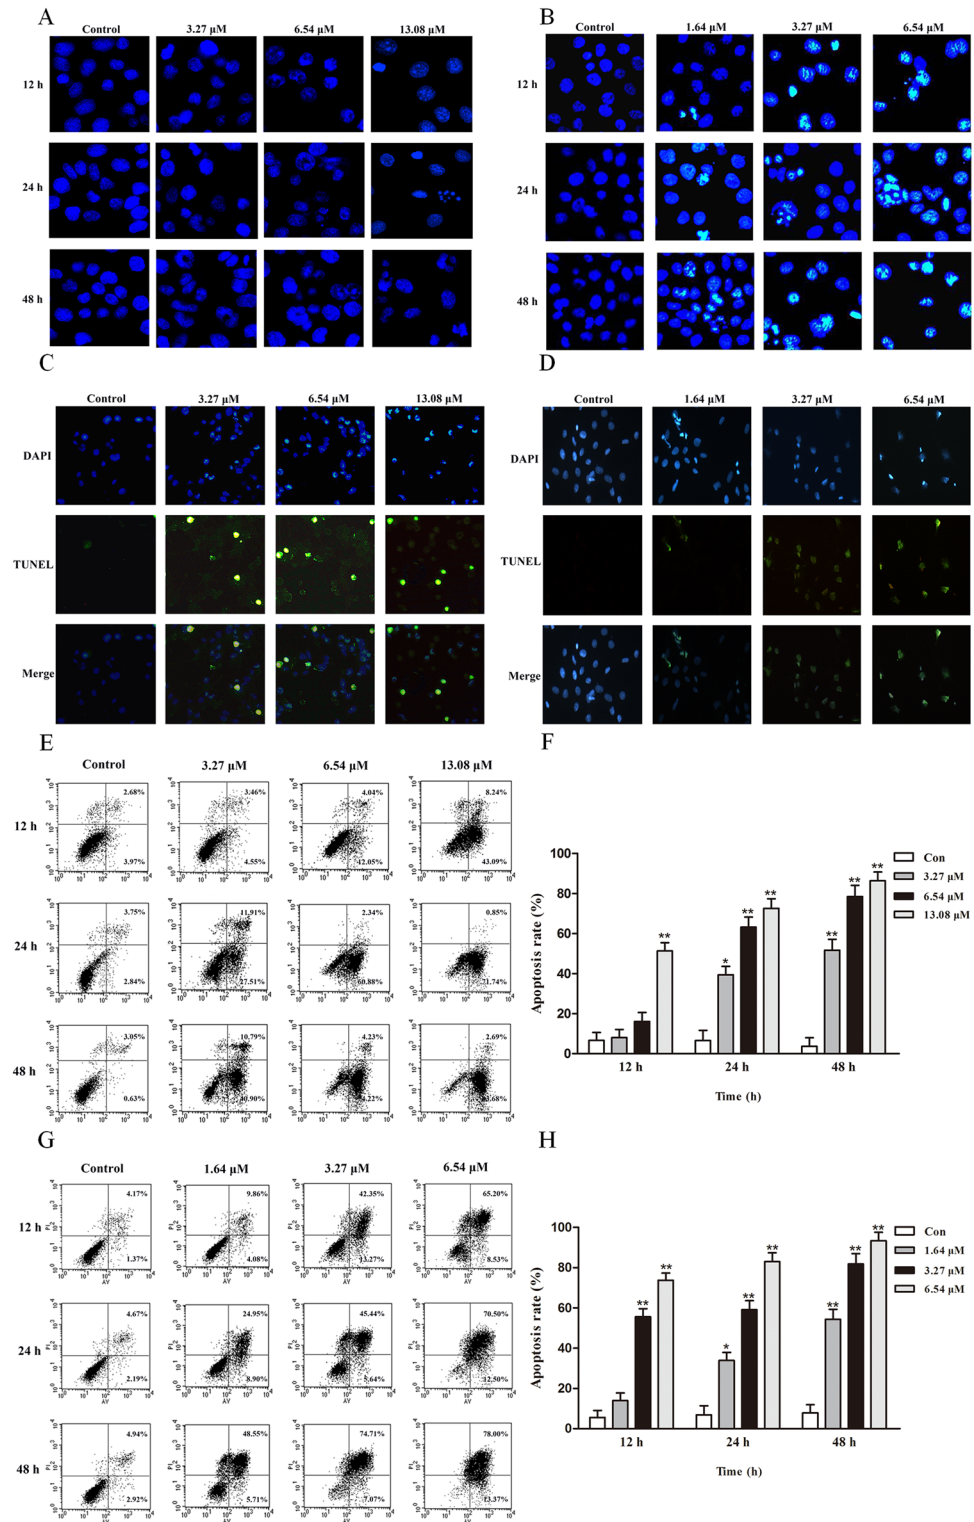 A
Control 3.27 μM 6.54 μM 13.08 μM
12 h
24 h
48 h
B
Control 1.64 μM 3.27 μM 6.54 μM
12 h
24 h
48 h
C
Control 3.27 μM 6.54 μM 13.08 μM
DAPI
TUNEL
Merge
D
Control 1.64 μM 3.27 μM 6.54 μM
DAPI
TUNEL
Merge
E
Control 3.27 μM 6.54 μM 13.08 μM
12 h
2.68% 3.46% 4.04% 8.24%
3.97% 4.55% 12.05% 43.09%
24 h
3.75% 11.91% 2.34% 0.85%
2.84% 27.51% 60.88% 71.74%
48 h
3.05% 10.79% 4.23% 2.69%
0.63% 40.90%
F
Apoptosis rate (%)
100
80
60
40
20
0
Con
3.27 μM
6.54 μM
13.08 μM
** * ** ** ** ** **
12 h 24 h 48 h
Time (h)
G
Control 1.64 μM 3.27 μM 6.54 μM
12 h
4.17% 9.86% 42.35% 65.20%
1.37% 4.08% 13.27% 8.53%
PI
AV
24 h
4.67% 24.95% 45.44% 70.50%
2.19% 8.90% 5.64% 12.50%
48 h
4.94% 48.55% 74.71% 78.00%
2.92% 5.71% 7.07% 13.37%
H
Apoptosis rate (%)
100
80
60
40
20
0
Con
1.64 μM
3.27 μM
6.54 μM
** ** * ** ** ** ** **
12 h 24 h 48 h
Time (h)